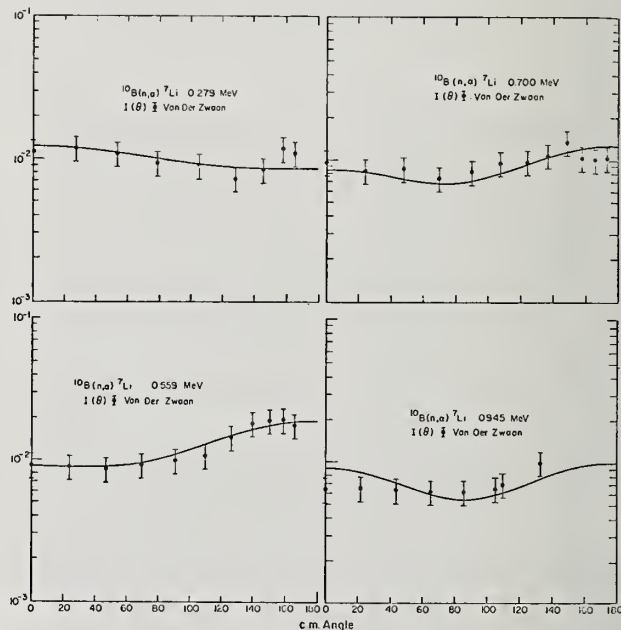 10⁻¹
¹⁰B(n,α) ⁷Li 0.279 MeV
I(θ) Von Der Zwaan
10⁻²
10⁻³
¹⁰B(n,α) ⁷Li 0.700 MeV
I(θ) Von Der Zwaan
10⁻¹
¹⁰B(n,α) ⁷Li 0.559 MeV
I(θ) Von Der Zwaan
10⁻²
10⁻³
0 20 40 60 80 100 120 140 160 180
¹⁰B(n,α) ⁷Li 0.945 MeV
I(θ) Von Der Zwaan
0 20 40 60 80 100 120 140 160 180
c.m. Angle